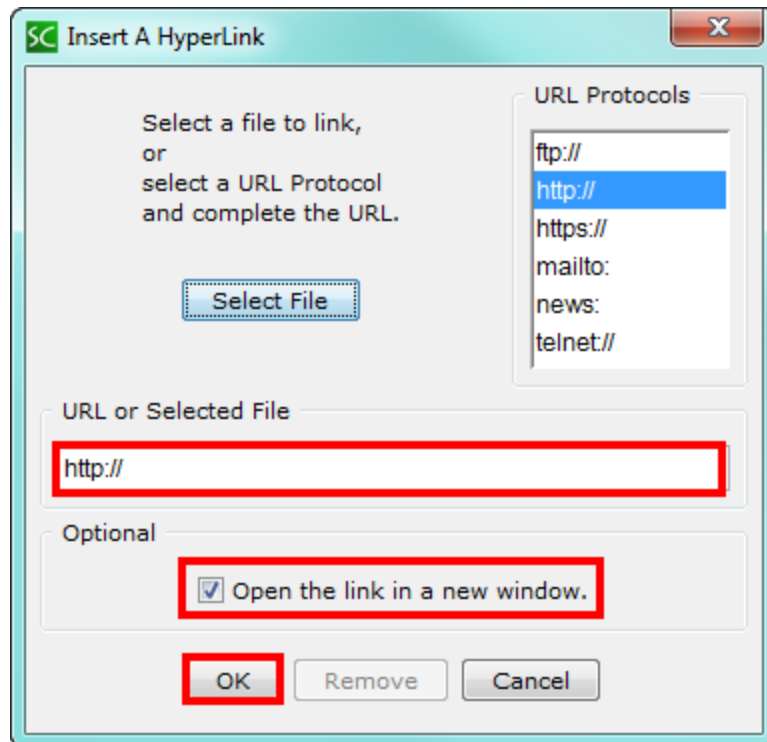 SC Insert A HyperLink
x
Select a file to link,
or
select a URL Protocol
and complete the URL.
Select File
URL Protocols
ftp://
http://
https://
mailto:
news:
telnet://
URL or Selected File
http://
Optional
Open the link in a new window.
OK Remove Cancel